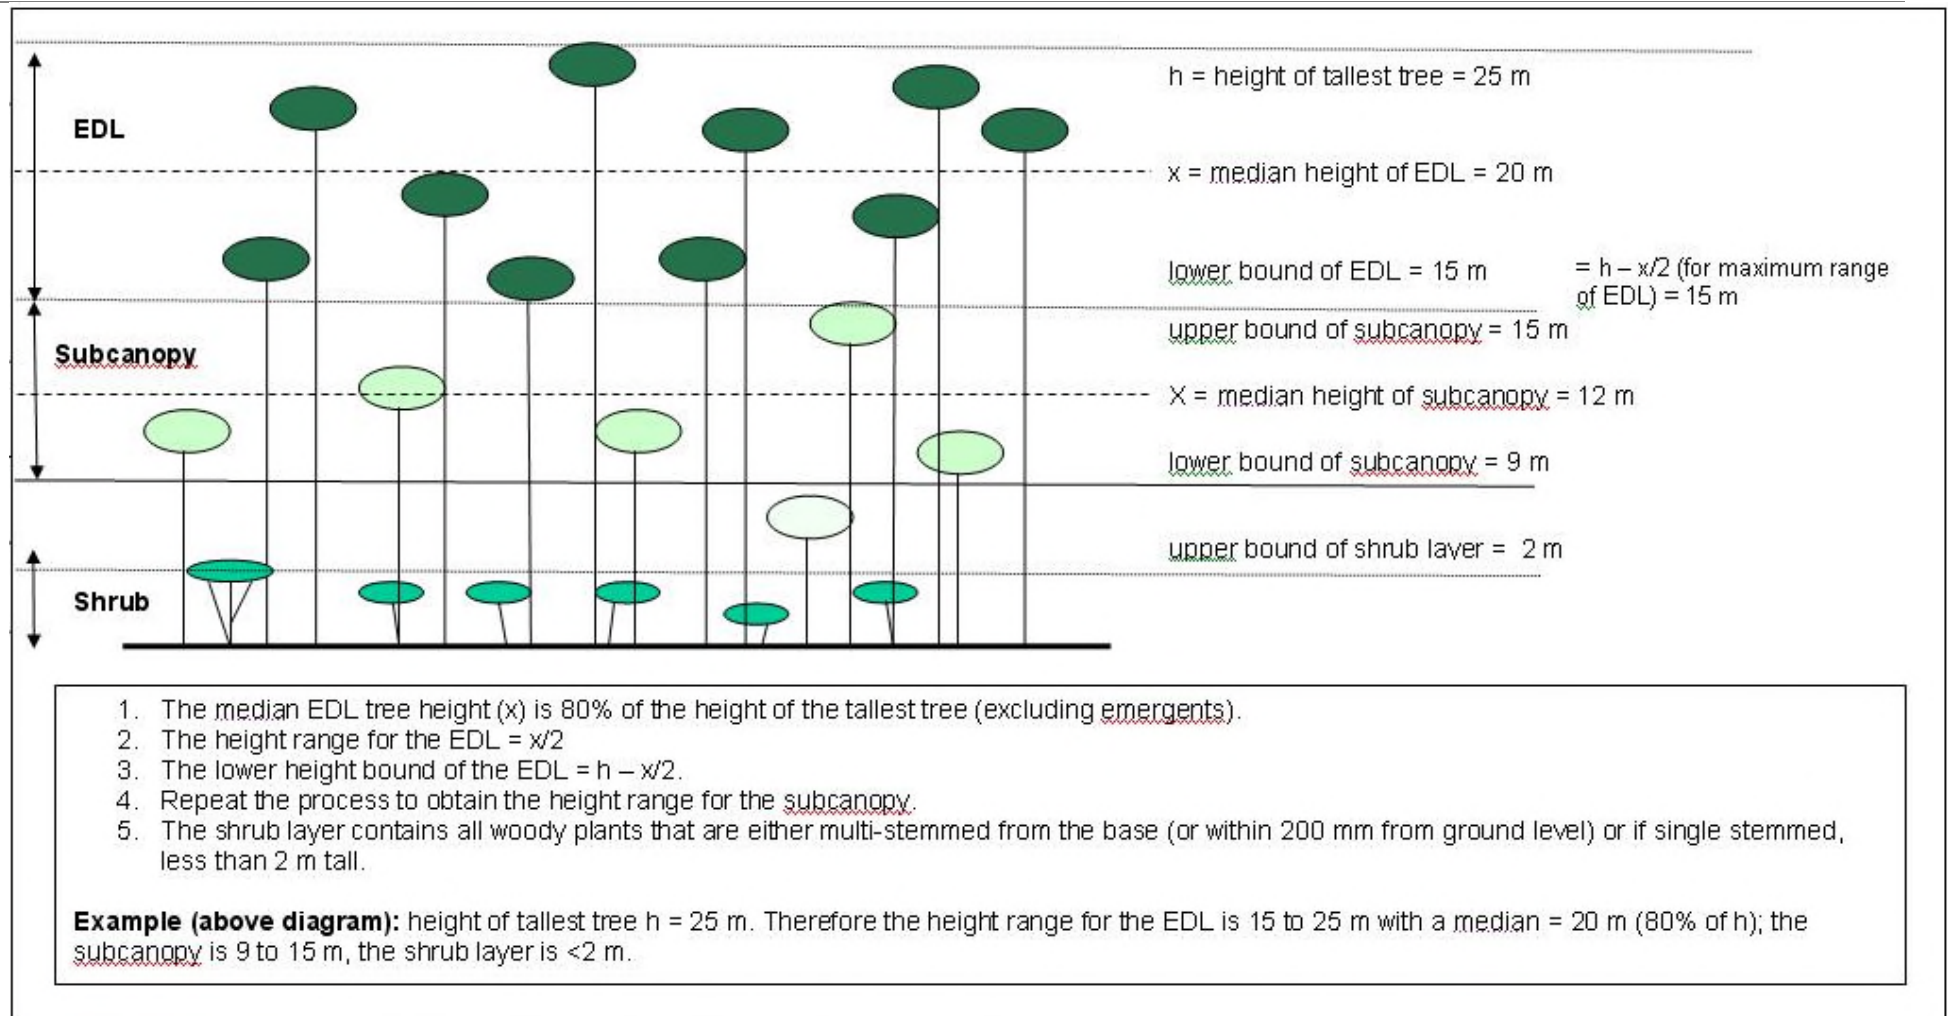 h = height of tallest tree = 25 m
EDL
x = median height of EDL = 20 m
lower bound of EDL = 15 m
= h – x/2 (for maximum range
of EDL) = 15 m
upper bound of subcanopy = 15 m
Subcanopy
X = median height of subcanopy = 12 m
lower bound of subcanopy = 9 m
upper bound of shrub layer = 2 m
Shrub
1. The median EDL tree height (x) is 80% of the height of the tallest tree (excluding emergents).
2. The height range for the EDL = x/2
3. The lower height bound of the EDL = h – x/2.
4. Repeat the process to obtain the height range for the subcanopy.
5. The shrub layer contains all woody plants that are either multi-stemmed from the base (or within 200 mm from ground level) or if single stemmed,
less than 2 m tall.
Example (above diagram): height of tallest tree h = 25 m. Therefore the height range for the EDL is 15 to 25 m with a median = 20 m (80% of h); the
subcanopy is 9 to 15 m, the shrub layer is <2 m.